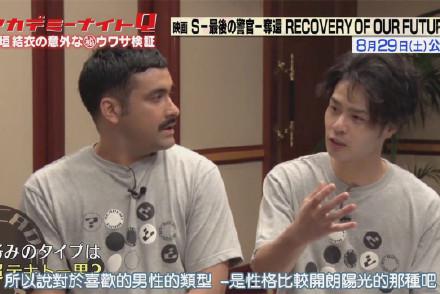 カデミーナイトQ
垣 結衣の意外な㊙ウワサ検証
映画 S－最後の警官－奪還 RECOVERY OF OUR FUTUR
8月29日(土)公
みのタイプは
所以說對於喜歡的男性的類型 -是性格比較開朗陽光的那種吧